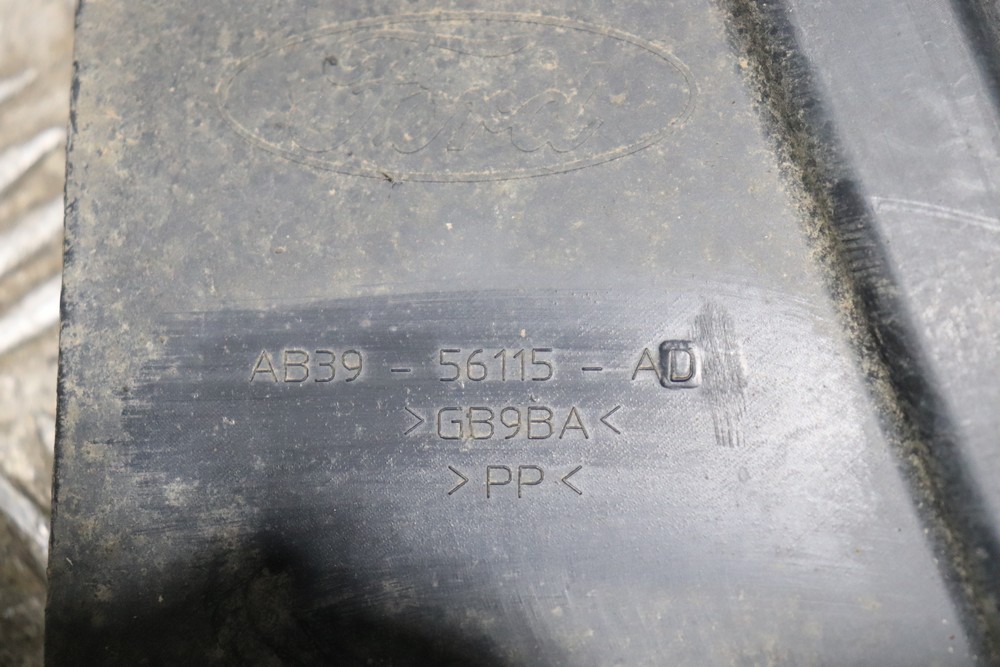 Ford
AB39 - 56115 - AD
>GB9BA<
>PP<